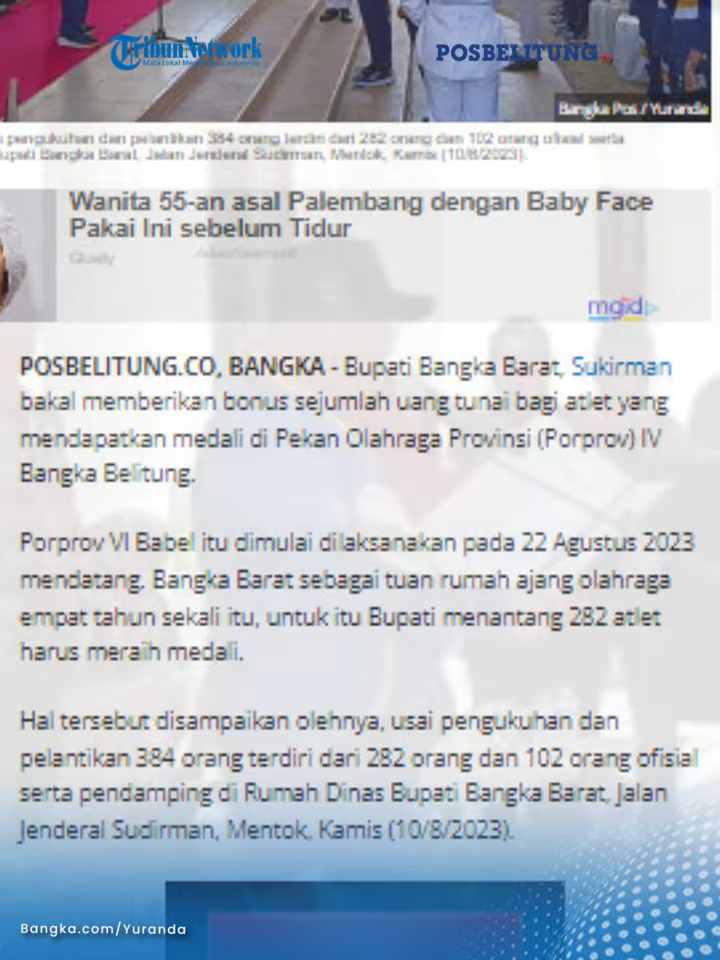 TribunNetwork
Mata Lokal Menjangkau Indonesia
POSBELITUNG.CO
Bangka Pos / Yuranda
pengukuhan dan pelantikan 384 orang terdiri dari 282 orang dan 102 orang ofisial serta
Bupati Bangka Barat, Jalan Jenderal Sudirman, Mentok, Kamis (10/8/2023).
Wanita 55-an asal Palembang dengan Baby Face
Pakai Ini sebelum Tidur
Advertisement
mgid
POSBELITUNG.CO, BANGKA - Bupati Bangka Barat, Sukirman
bakal memberikan bonus sejumlah uang tunai bagi atlet yang
mendapatkan medali di Pekan Olahraga Provinsi (Porprov) IV
Bangka Belitung.
Porprov VI Babel itu dimulai dilaksanakan pada 22 Agustus 2023
mendatang. Bangka Barat sebagai tuan rumah ajang olahraga
empat tahun sekali itu, untuk itu Bupati menantang 282 atlet
harus meraih medali.
Hal tersebut disampaikan olehnya, usai pengukuhan dan
pelantikan 384 orang terdiri dari 282 orang dan 102 orang ofisial
serta pendamping di Rumah Dinas Bupati Bangka Barat, Jalan
Jenderal Sudirman, Mentok, Kamis (10/8/2023).
Bangka.com/Yuranda